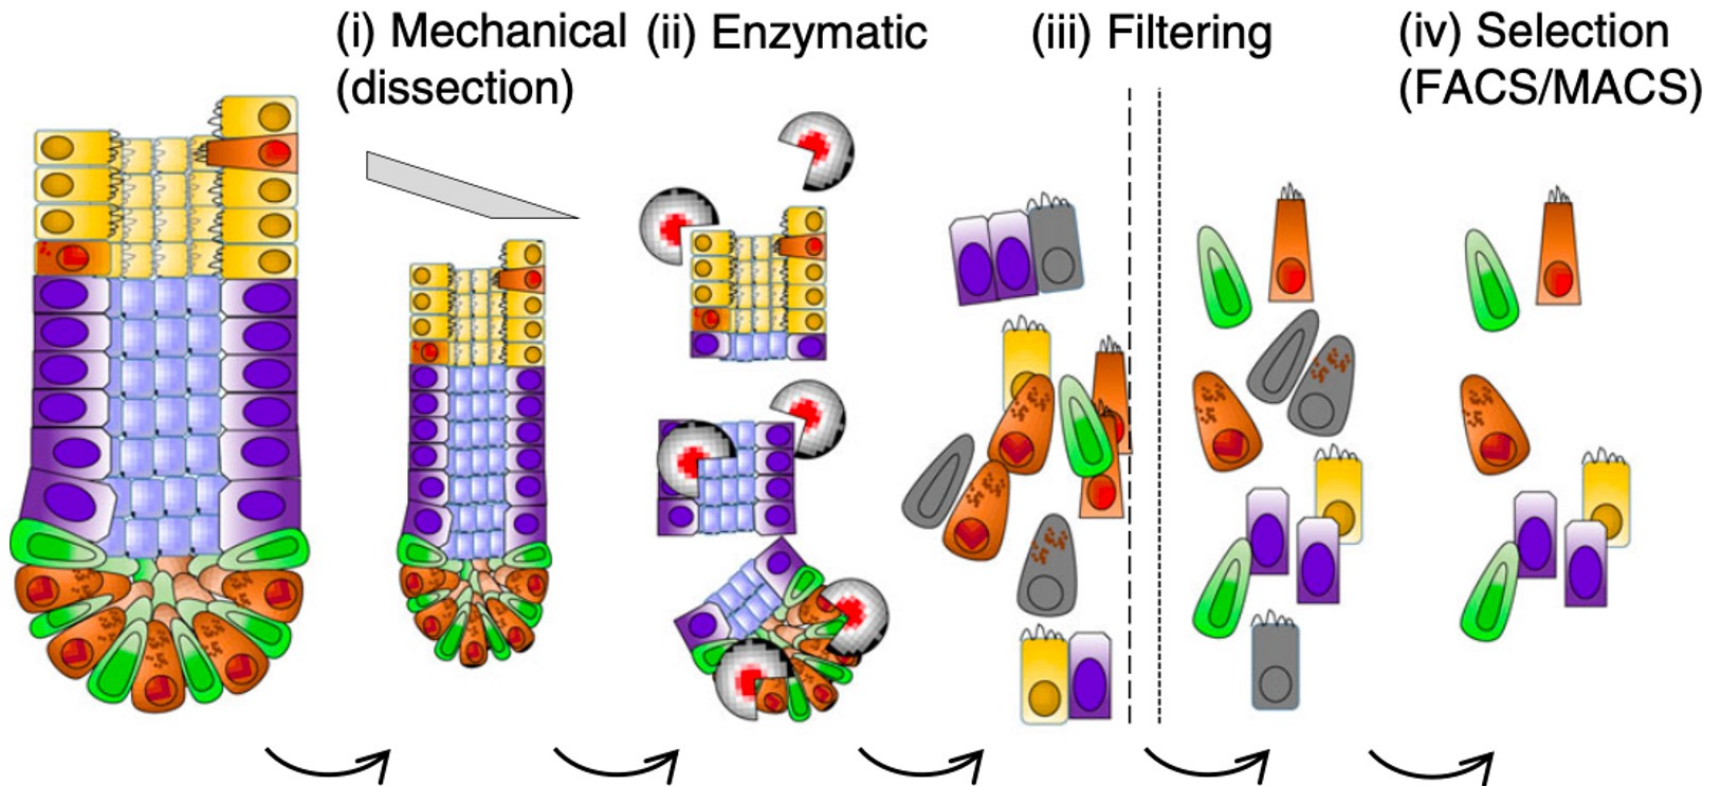 (i) Mechanical
(dissection)
(ii) Enzymatic
(iii) Filtering
(iv) Selection
(FACS/MACS)